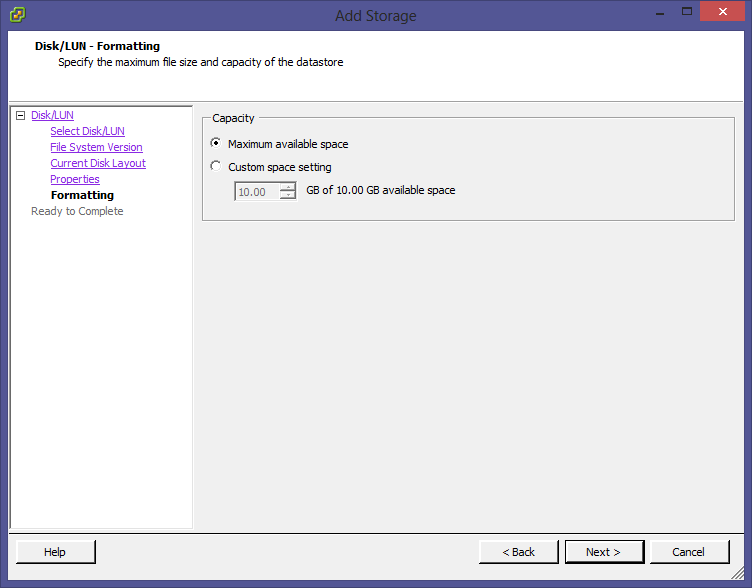 Add Storage
Disk/LUN - Formatting
Specify the maximum file size and capacity of the datastore
Disk/LUN
Select Disk/LUN
File System Version
Current Disk Layout
Properties
Formatting
Ready to Complete
Capacity
Maximum available space
Custom space setting
10.00 GB of 10.00 GB available space
Help
< Back
Next >
Cancel